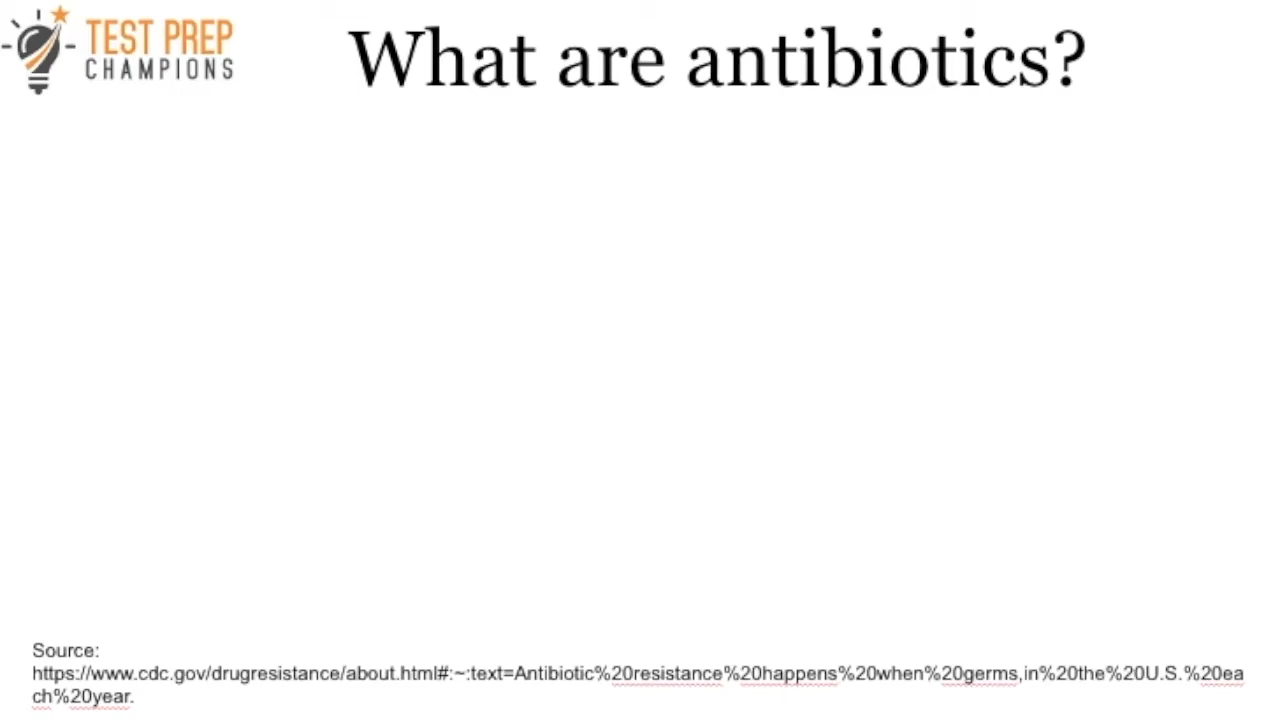 TEST PREP
CHAMPIONS
What are antibiotics?
Source:
https://www.cdc.gov/drugresistance/about.html#:~:text=Antibiotic%20resistance%20happens%20when%20germs,in%20the%20U.S.%20ea
ch%20year.